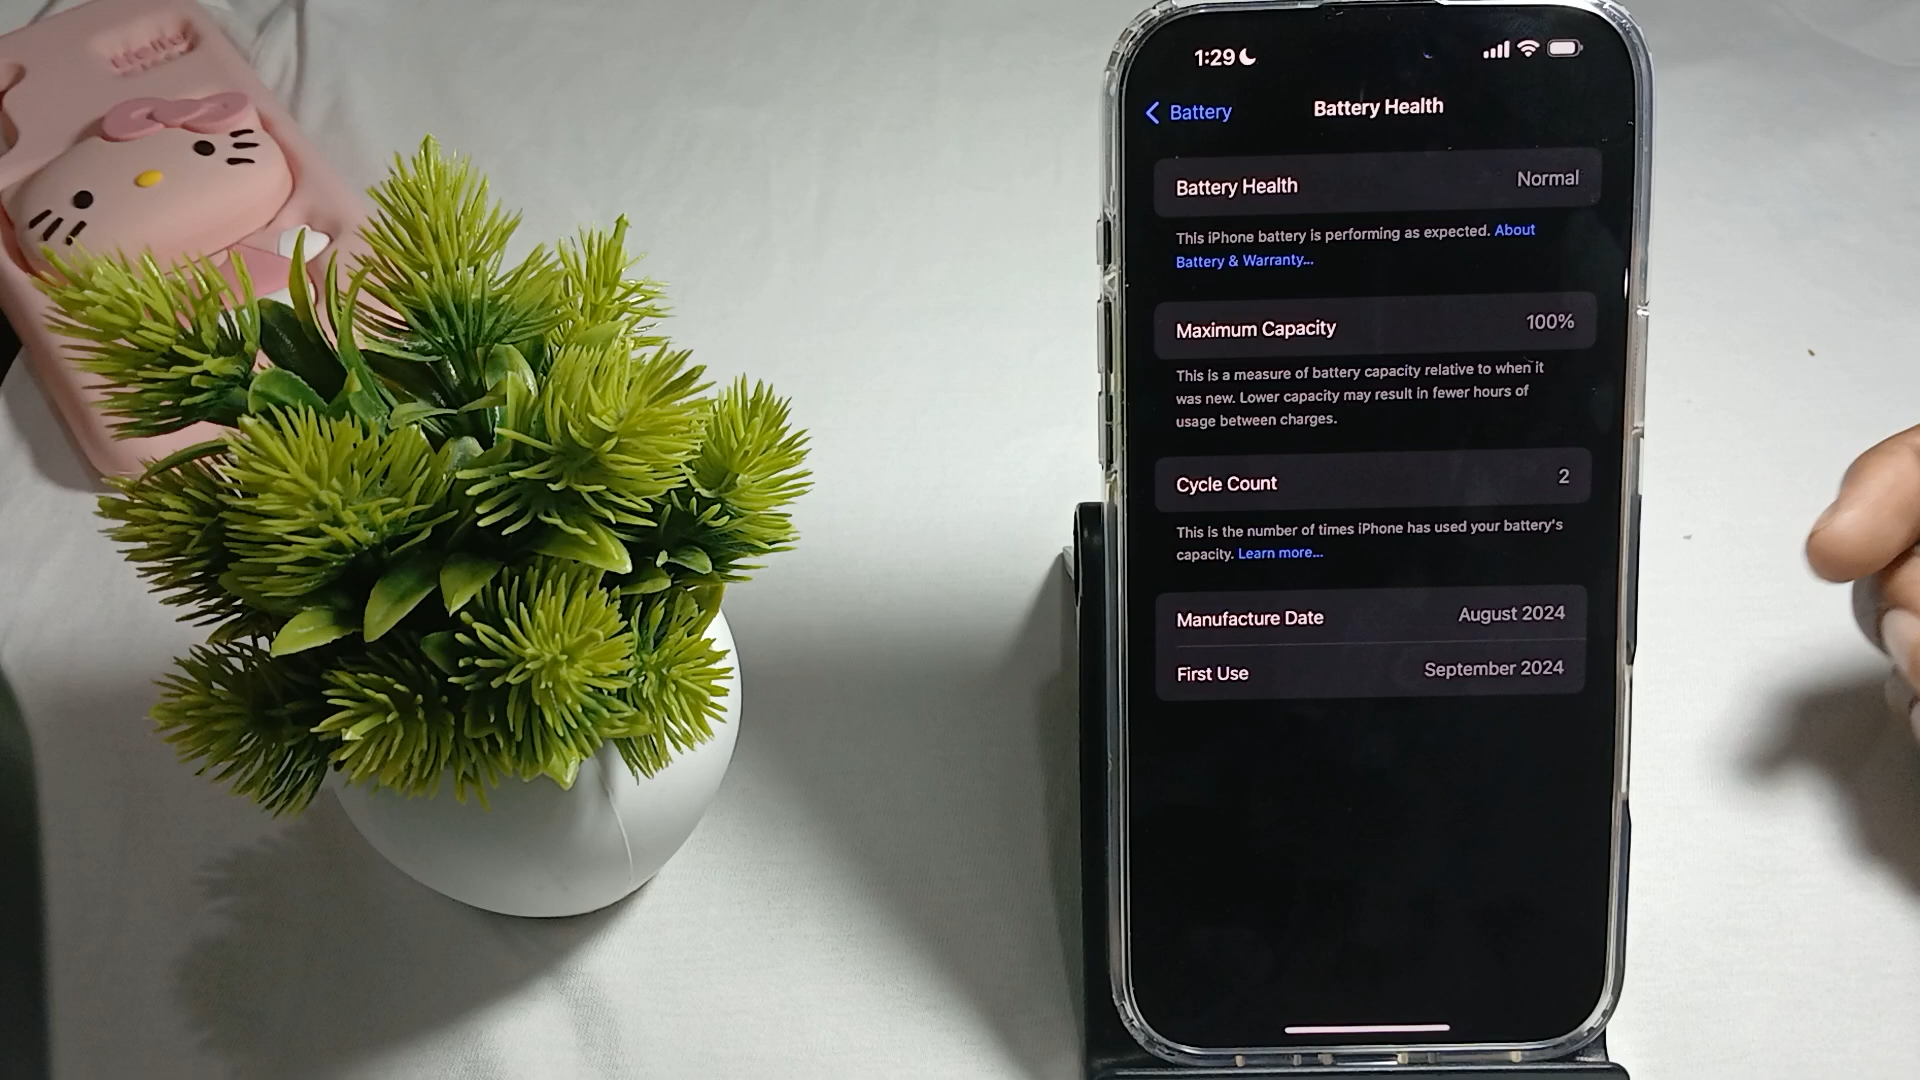 Hello
1:29
Battery
Battery Health
Battery Health
Normal
This iPhone battery is performing as expected. About
Battery & Warranty...
Maximum Capacity
100%
This is a measure of battery capacity relative to when it
was new. Lower capacity may result in fewer hours of
usage between charges.
Cycle Count
2
This is the number of times iPhone has used your battery's
capacity. Learn more...
Manufacture Date
August 2024
First Use
September 2024